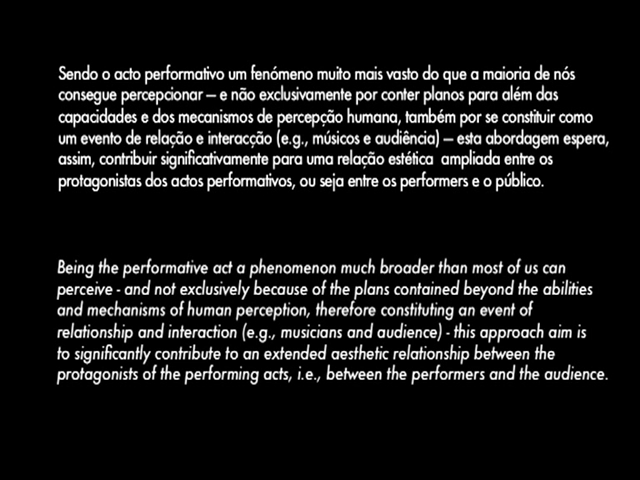 Sendo o acto performativo um fenómeno muito mais vasto do que a maioria de nós
consegue percepcionar – e não exclusivamente por conter planos para além das
capacidades e dos mecanismos de percepção humana, também por se constituir como
um evento de relação e interacção (e.g., músicos e audiência) – esta abordagem espera,
assim, contribuir significativamente para uma relação estética  ampliada entre os
protagonistas dos actos performativos, ou seja entre os performers e o público.
Being the performative act a phenomenon much broader than most of us can
perceive - and not exclusively because of the plans contained beyond the abilities
and mechanisms of human perception, therefore constituting an event of
relationship and interaction (e.g., musicians and audience) - this approach aim is
to significantly contribute to an extended aesthetic relationship between the
protagonists of the performing acts, i.e., between the performers and the audience.